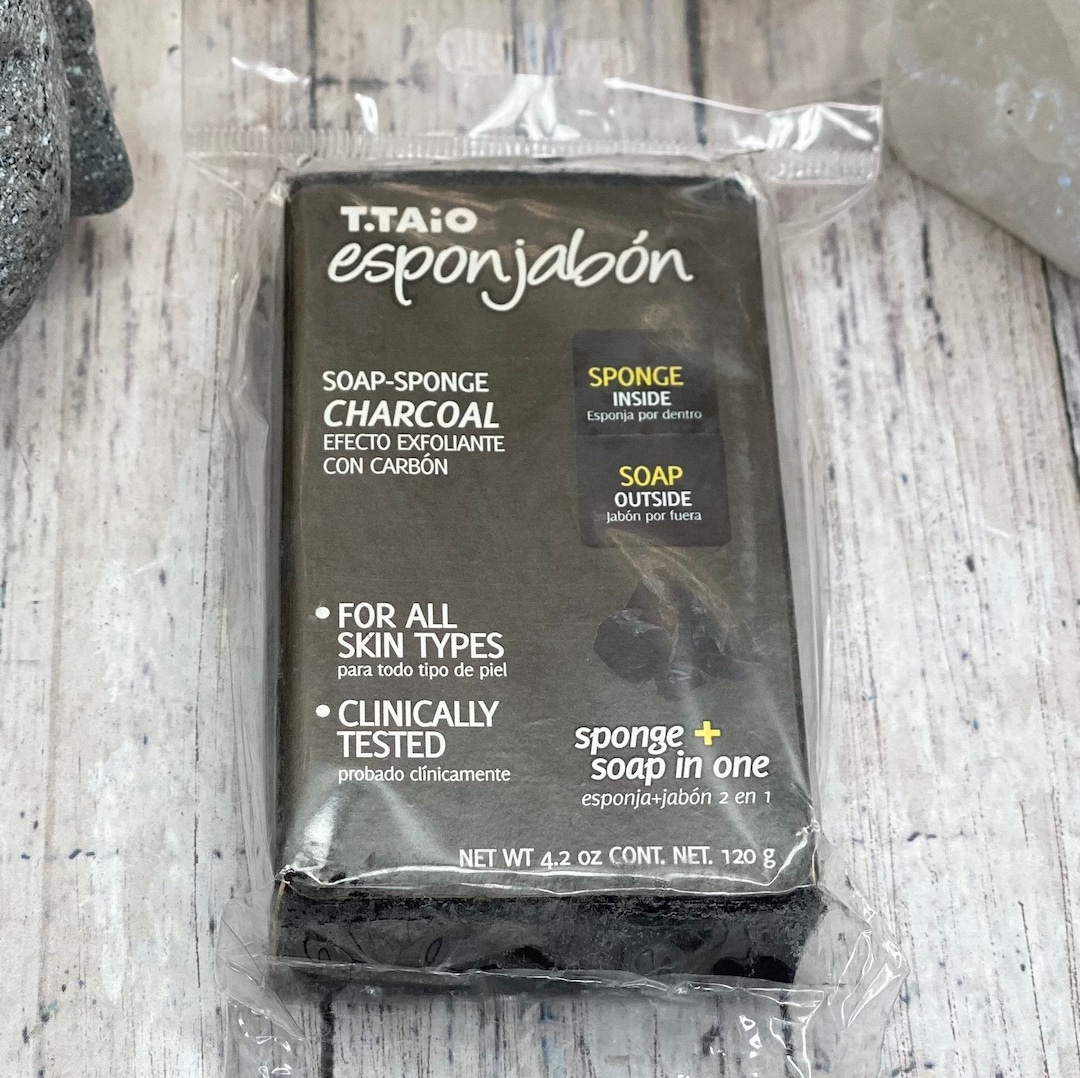 T.TAiO
esponjabón
SOAP-SPONGE
CHARCOAL
EFECTO EXFOLIANTE
CON CARBÓN
SPONGE
INSIDE
Esponja por dentro
SOAP
OUTSIDE
Jabón por fuera
• FOR ALL
SKIN TYPES
para todo tipo de piel
• CLINICALLY
TESTED
probado clínicamente
sponge +
soap in one
esponja+jabón 2 en 1
NET WT 4.2 oz CONT. NET. 120 g